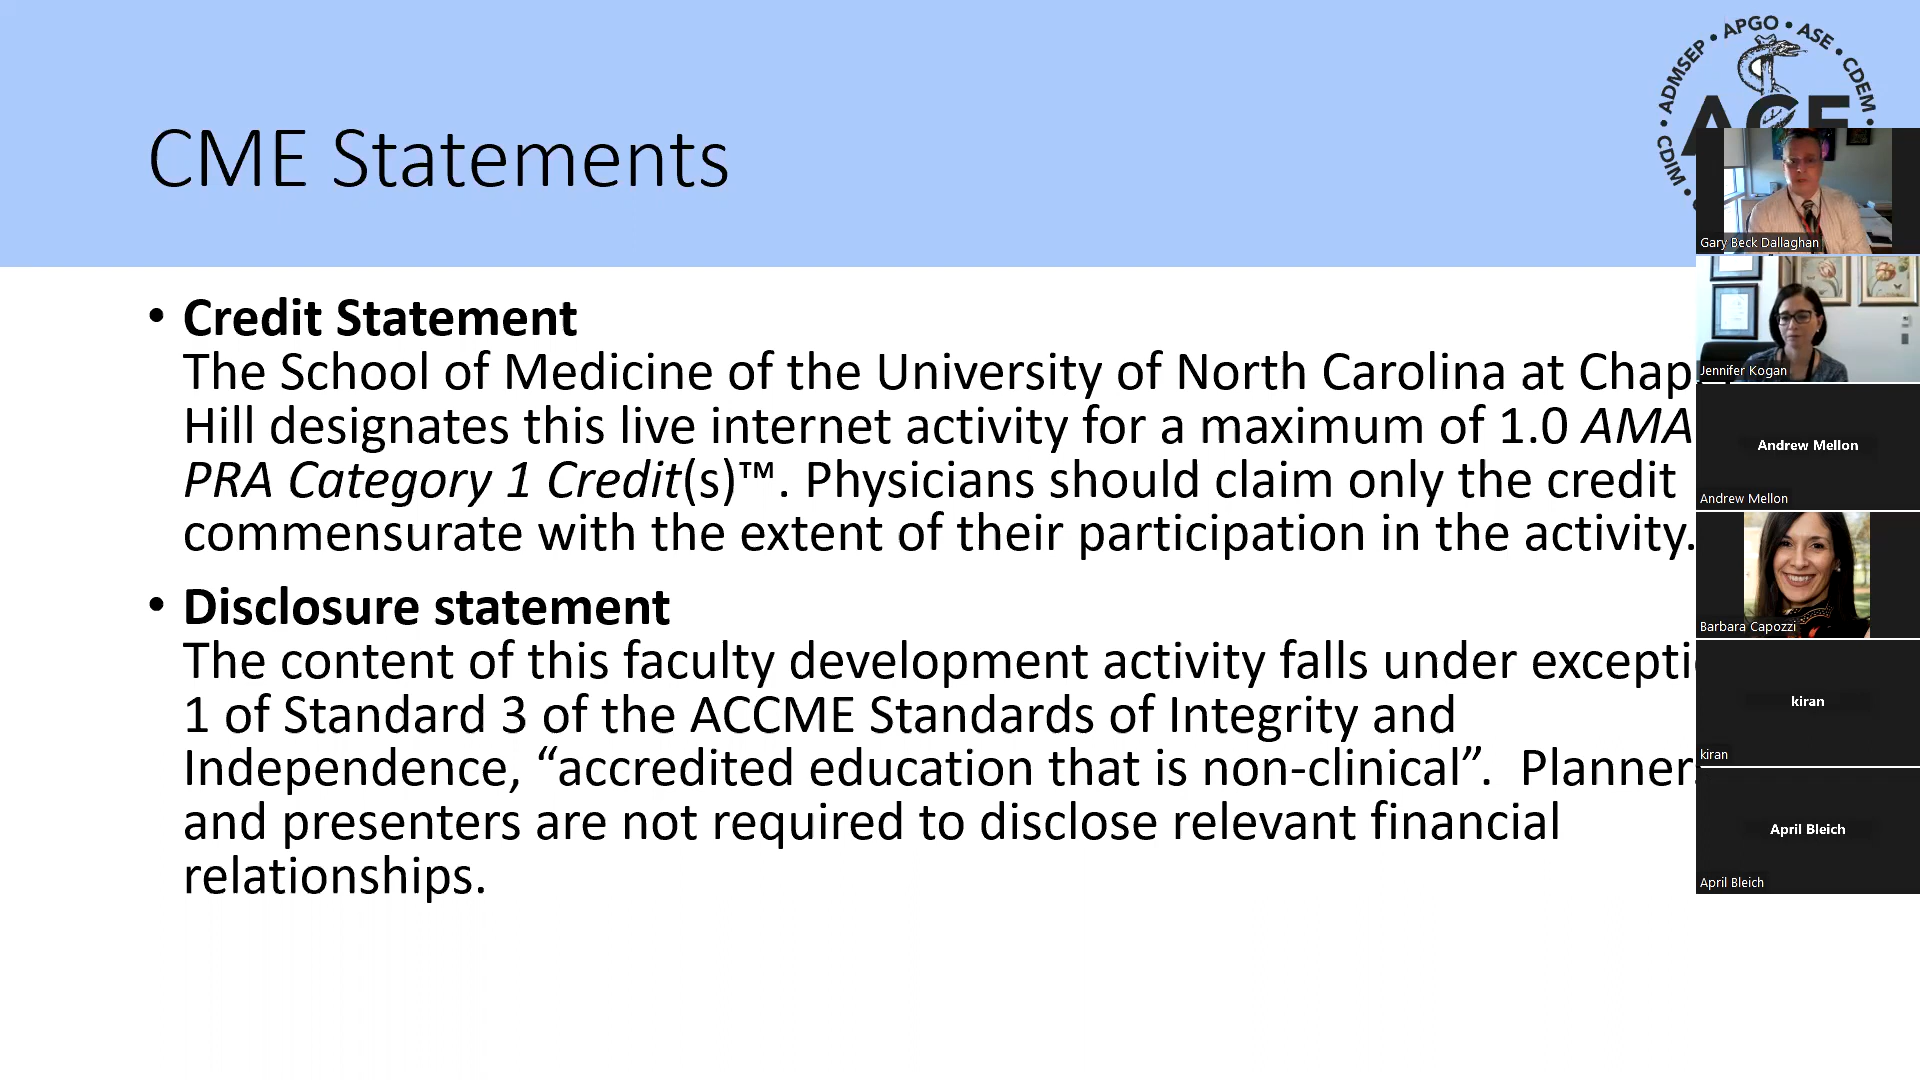 CME Statements
• ADMSEP • APGO • ASE • CDEM •
CDIM •
• Credit Statement
The School of Medicine of the University of North Carolina at
Hill designates this live internet activity for a maximum of 1.0 AMA
PRA Category 1 Credit(s)™. Physicians should claim only the credit
commensurate with the extent of their participation in the activity.
• Disclosure statement
The content of this faculty development activity falls under
1 of Standard 3 of the ACCME Standards of Integrity and
Independence, “accredited education that is non-clinical”. Planners
and presenters are not required to disclose relevant financial
relationships.
Gary Beck Dallaghan
Jennifer Kogan
Andrew Mellon
Andrew Mellon
Barbara Capozzi
kiran
kiran
April Bleich
April Bleich